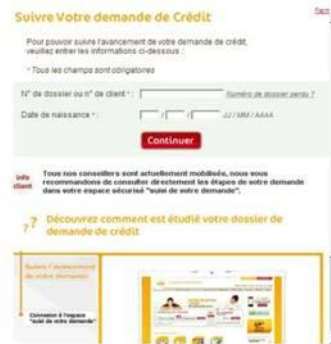 Suivre Votre demande de Crédit
Pour pouvoir suivre l'avancement de votre demande de crédit,
veuillez entrer les informations ci-dessous :
* Tous les champs sont obligatoires
N° de dossier ou n° de client * :
Numéro de dossier perdu ?
Date de naissance * :
/ / JJ / MM / AAAA
Continuer
info client
Tous nos conseillers sont actuellement mobilisés, nous vous
recommandons de consulter directement les étapes de votre demande
dans votre espace sécurisé "suivi de votre demande".
? ? Découvrez comment est étudié votre dossier de
demande de crédit
Suivre l'avancement
de votre demande
Connexion à l'espace
"suivi de votre demande"